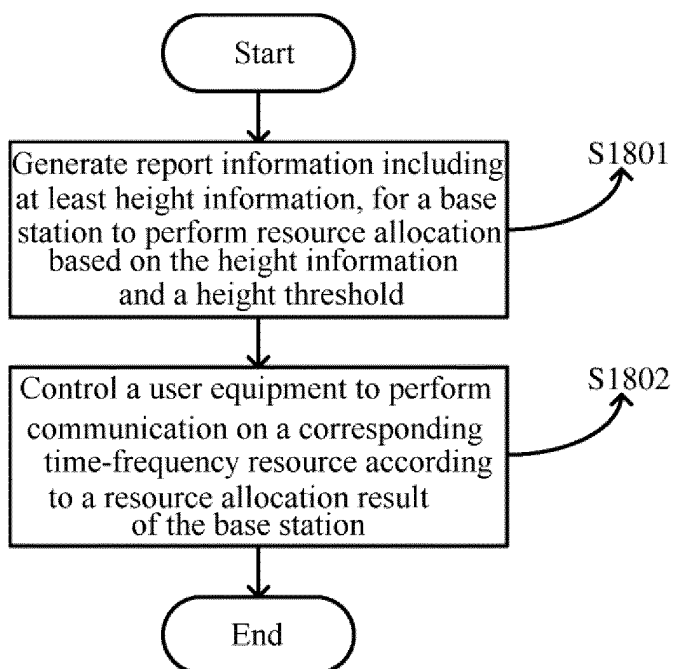 Start
Generate report information including
at least height information, for a base
station to perform resource allocation
based on the height information
and a height threshold
S1801
Control a user equipment to perform
communication on a corresponding
time-frequency resource according
to a resource allocation result
of the base station
S1802
End